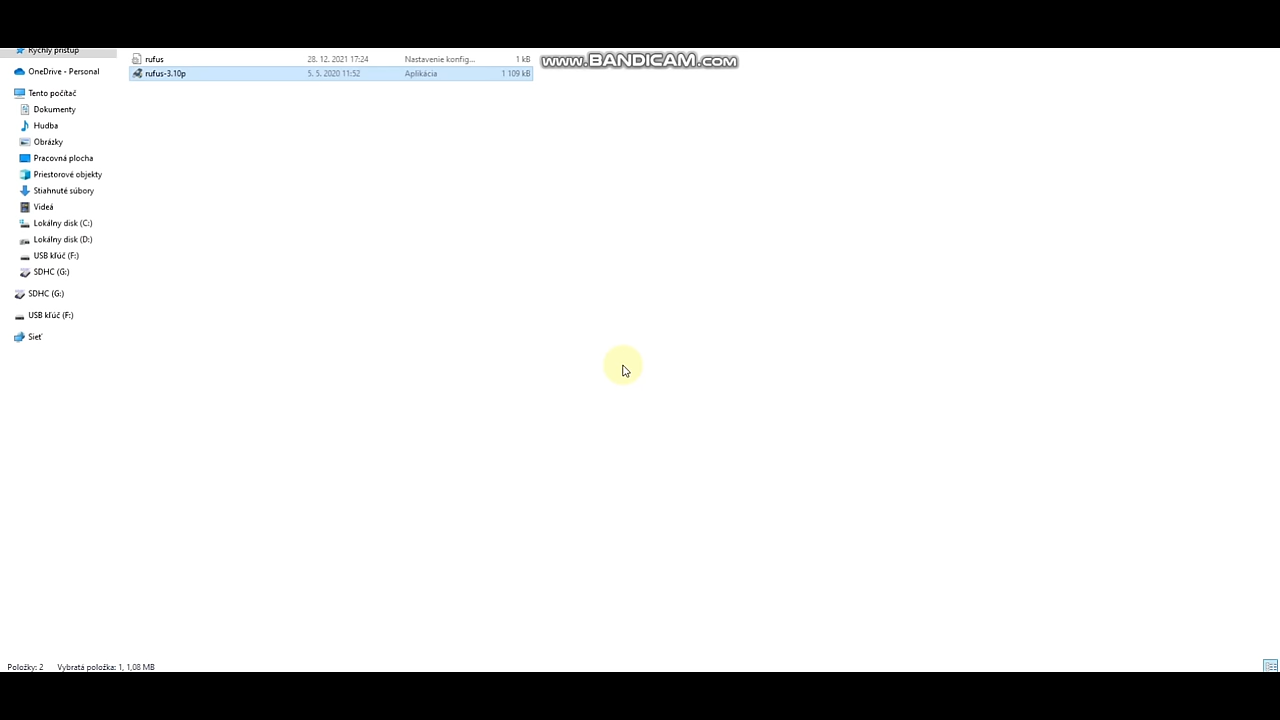 Rýchly prístup
OneDrive - Personal
Tento počítač
Dokumenty
Hudba
Obrázky
Pracovná plocha
Priestorové objekty
Stiahnuté súbory
Videá
Lokálny disk (C:)
Lokálny disk (D:)
USB kľúč (F:)
SDHC (G:)
SDHC (G:)
USB kľúč (F:)
Sieť
rufus 28. 12. 2021 17:24 Nastavenie konfig... 1 kB
rufus-3.10p 5. 5. 2020 11:52 Aplikácia 1 109 kB
www.BANDICAM.com
Položky: 2 Vybratá položka: 1, 1,08 MB